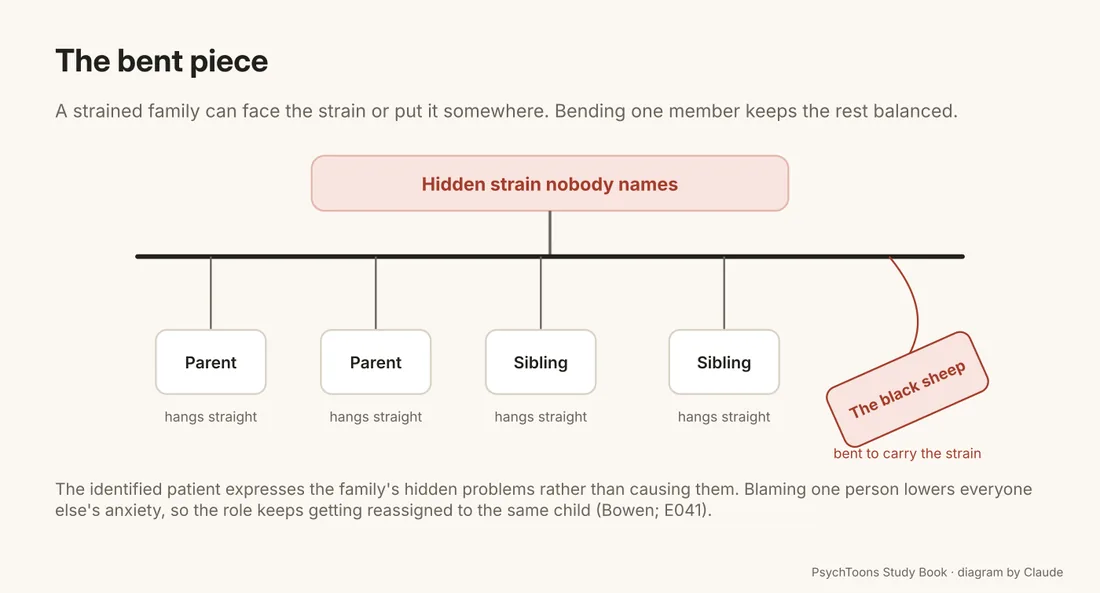 The bent piece
A strained family can face the strain or put it somewhere. Bending one member keeps the rest balanced.
Hidden strain nobody names
Parent
Parent
Sibling
Sibling
The black sheep
hangs straight
hangs straight
hangs straight
hangs straight
bent to carry the strain
The identified patient expresses the family's hidden problems rather than causing them. Blaming one person lowers everyone
else's anxiety, so the role keeps getting reassigned to the same child (Bowen; E041).
PsychToons Study Book · diagram by Claude